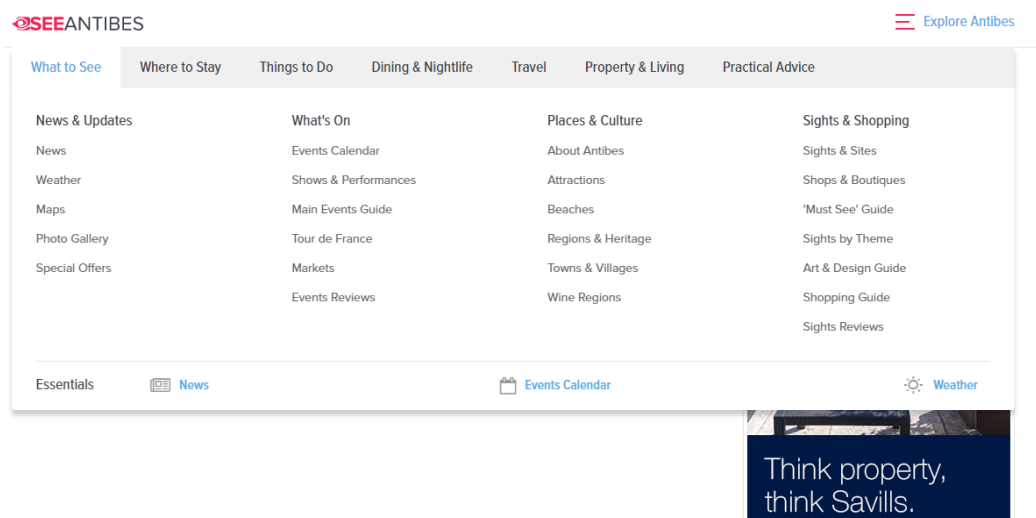 SEEANTIBES
Explore Antibes
What to See Where to Stay Things to Do Dining & Nightlife Travel Property & Living Practical Advice
News & Updates
News
Weather
Maps
Photo Gallery
Special Offers
What's On
Events Calendar
Shows & Performances
Main Events Guide
Tour de France
Markets
Events Reviews
Places & Culture
About Antibes
Attractions
Beaches
Regions & Heritage
Towns & Villages
Wine Regions
Sights & Shopping
Sights & Sites
Shops & Boutiques
'Must See' Guide
Sights by Theme
Art & Design Guide
Shopping Guide
Sights Reviews
Essentials News Events Calendar Weather
Think property,
think Savills.